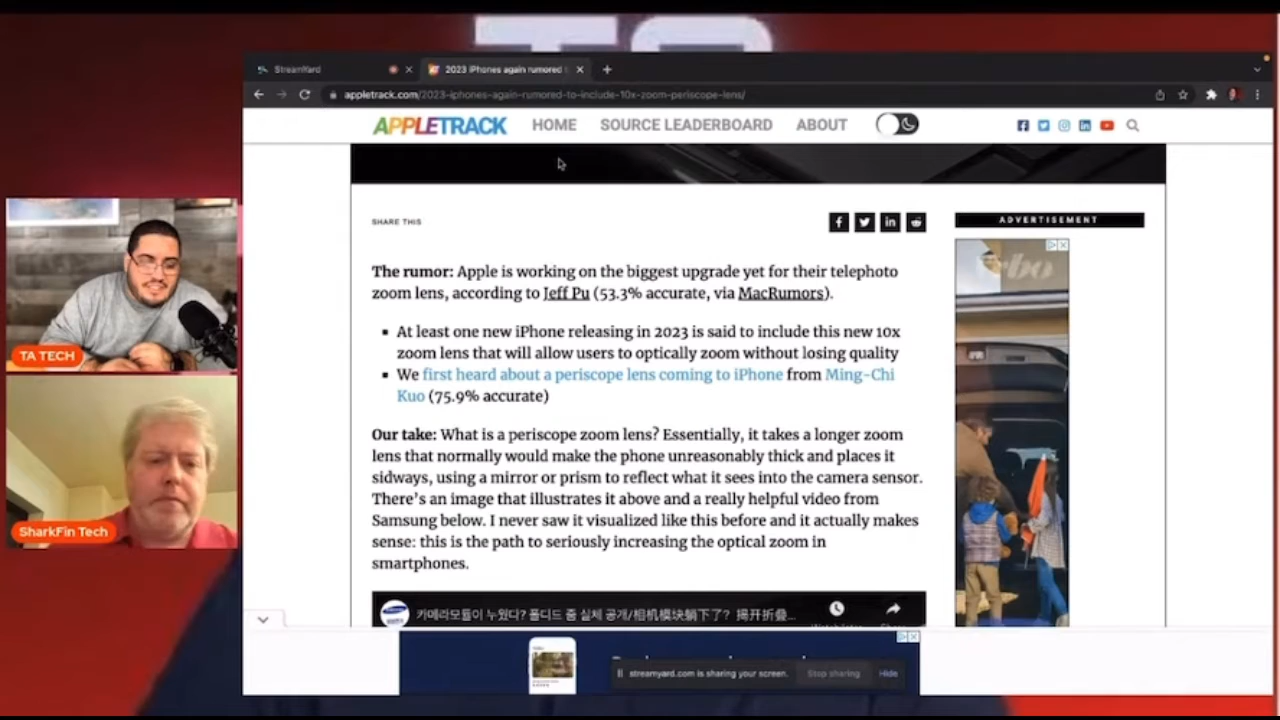 StreamYard
2023 iPhones again rumored
appletrack.com/2023-iphones-again-rumored-to-include-10x-zoom-periscope-lens/
APPLETRACK HOME SOURCE LEADERBOARD ABOUT
SHARE THIS
ADVERTISEMENT
The rumor: Apple is working on the biggest upgrade yet for their telephoto
zoom lens, according to Jeff Pu (53.3% accurate, via MacRumors).
At least one new iPhone releasing in 2023 is said to include this new 10x
zoom lens that will allow users to optically zoom without losing quality
We first heard about a periscope lens coming to iPhone from Ming-Chi
Kuo (75.9% accurate)
Our take: What is a periscope zoom lens? Essentially, it takes a longer zoom
lens that normally would make the phone unreasonably thick and places it
sidways, using a mirror or prism to reflect what it sees into the camera sensor.
There's an image that illustrates it above and a really helpful video from
Samsung below. I never saw it visualized like this before and it actually makes
sense: this is the path to seriously increasing the optical zoom in
smartphones.
카메라모듈이 누웠다? 폴디드 줌 실체 공개/相机模块躺下了? 揭开折叠...
streamyard.com is sharing your screen. Stop sharing Hide
TA TECH
SharkFin Tech